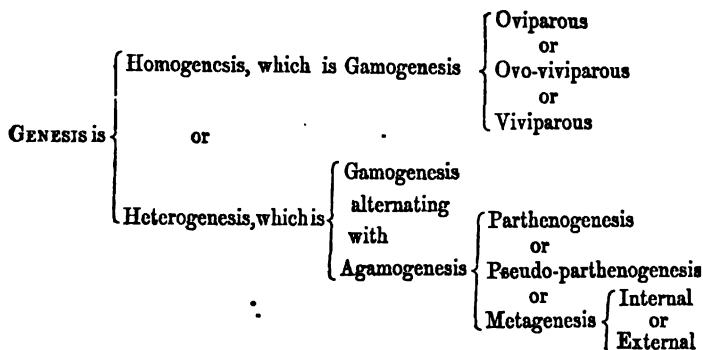 Oviparous
or
Homogenesis, which is Gamogenesis
Ovo-viviparous
or
Viviparous
GENESIS is
or
Gamogenesis
alternating
Heterogenesis, which is
with
Parthenogenesis
or
Agamogenesis
Pseudo-parthenogenesis
or
Metagenesis
Internal
or
External